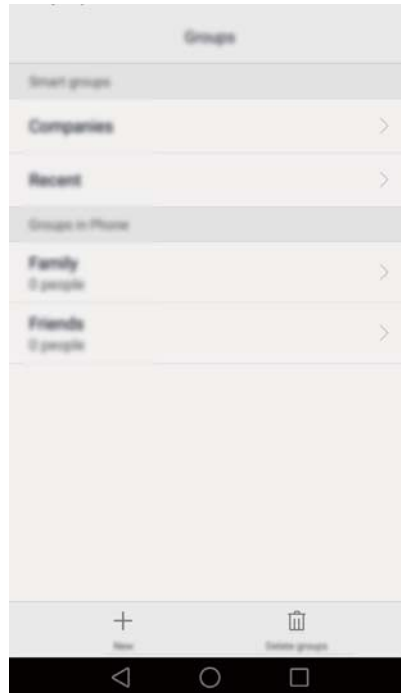 Groups
Smart groups
Companies
Recent
Groups in Phone
Family
0 people
Friends
0 people
New
Delete groups